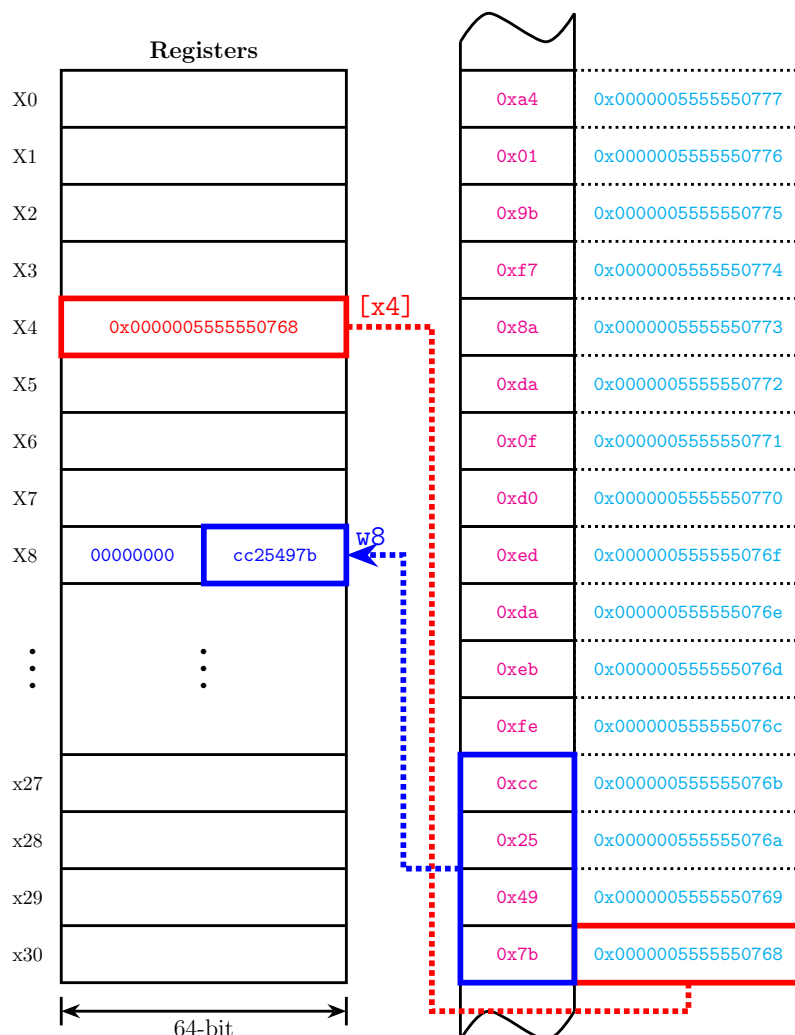 Registers
X0 0xa4 0x0000005555550777
X1 0x01 0x0000005555550776
X2 0x9b 0x0000005555550775
X3 0xf7 0x0000005555550774
[x4]
X4 0x0000005555550768 0x8a 0x0000005555550773
X5 0xda 0x0000005555550772
X6 0x0f 0x0000005555550771
X7 0xd0 0x0000005555550770
w8
X8 00000000 cc25497b 0xed 0x000000555555076f
0xda 0x000000555555076e
0xeb 0x000000555555076d
0xfe 0x000000555555076c
x27 0xcc 0x000000555555076b
x28 0x25 0x000000555555076a
x29 0x49 0x0000005555550769
x30 0x7b 0x0000005555550768
64-bit